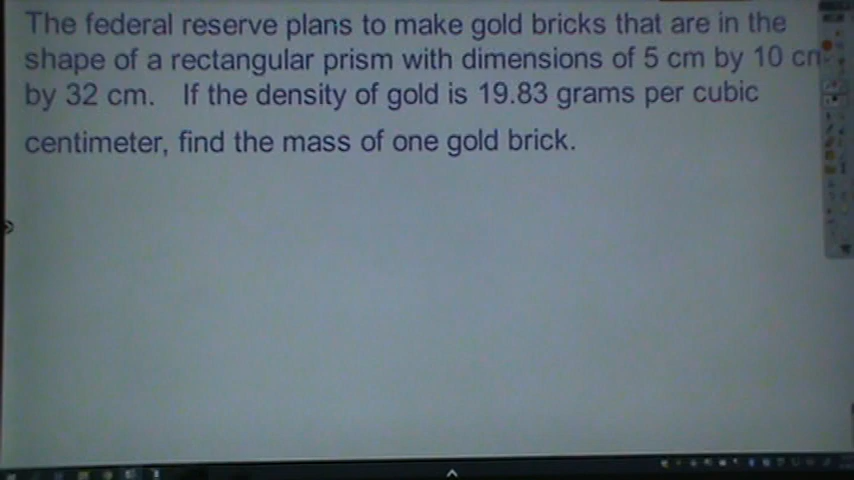 The federal reserve plans to make gold bricks that are in the
shape of a rectangular prism with dimensions of 5 cm by 10 cm
by 32 cm. If the density of gold is 19.83 grams per cubic
centimeter, find the mass of one gold brick.